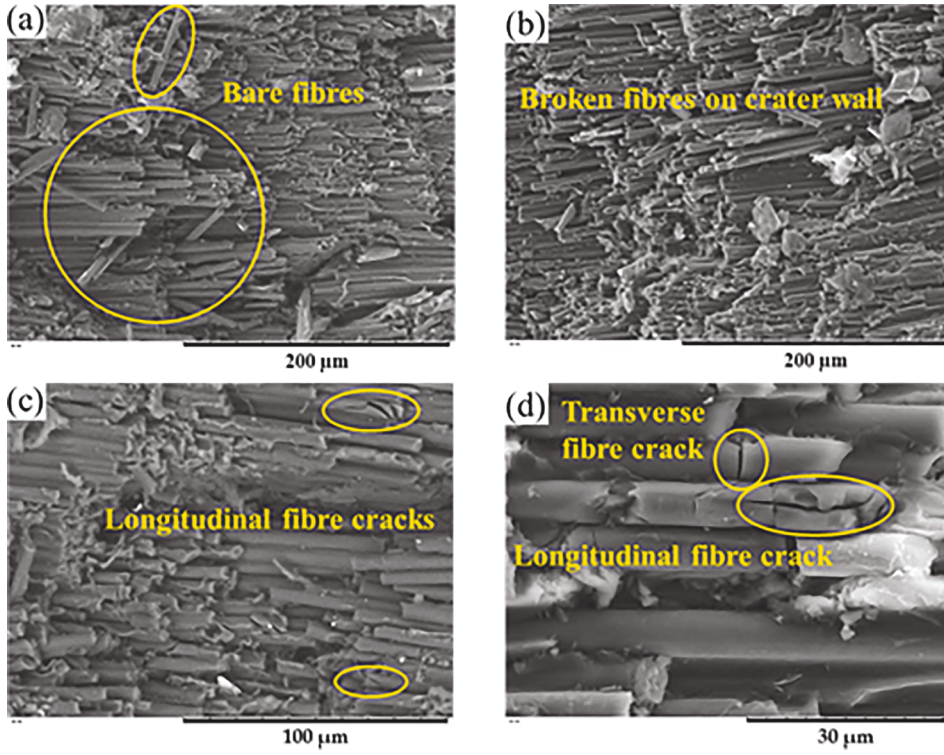 (a)
Bare fibres
200 µm
(b)
Broken fibres on crater wall
200 µm
(c)
Longitudinal fibre cracks
100 µm
(d)
Transverse
fibre crack
Longitudinal fibre crack
30 µm